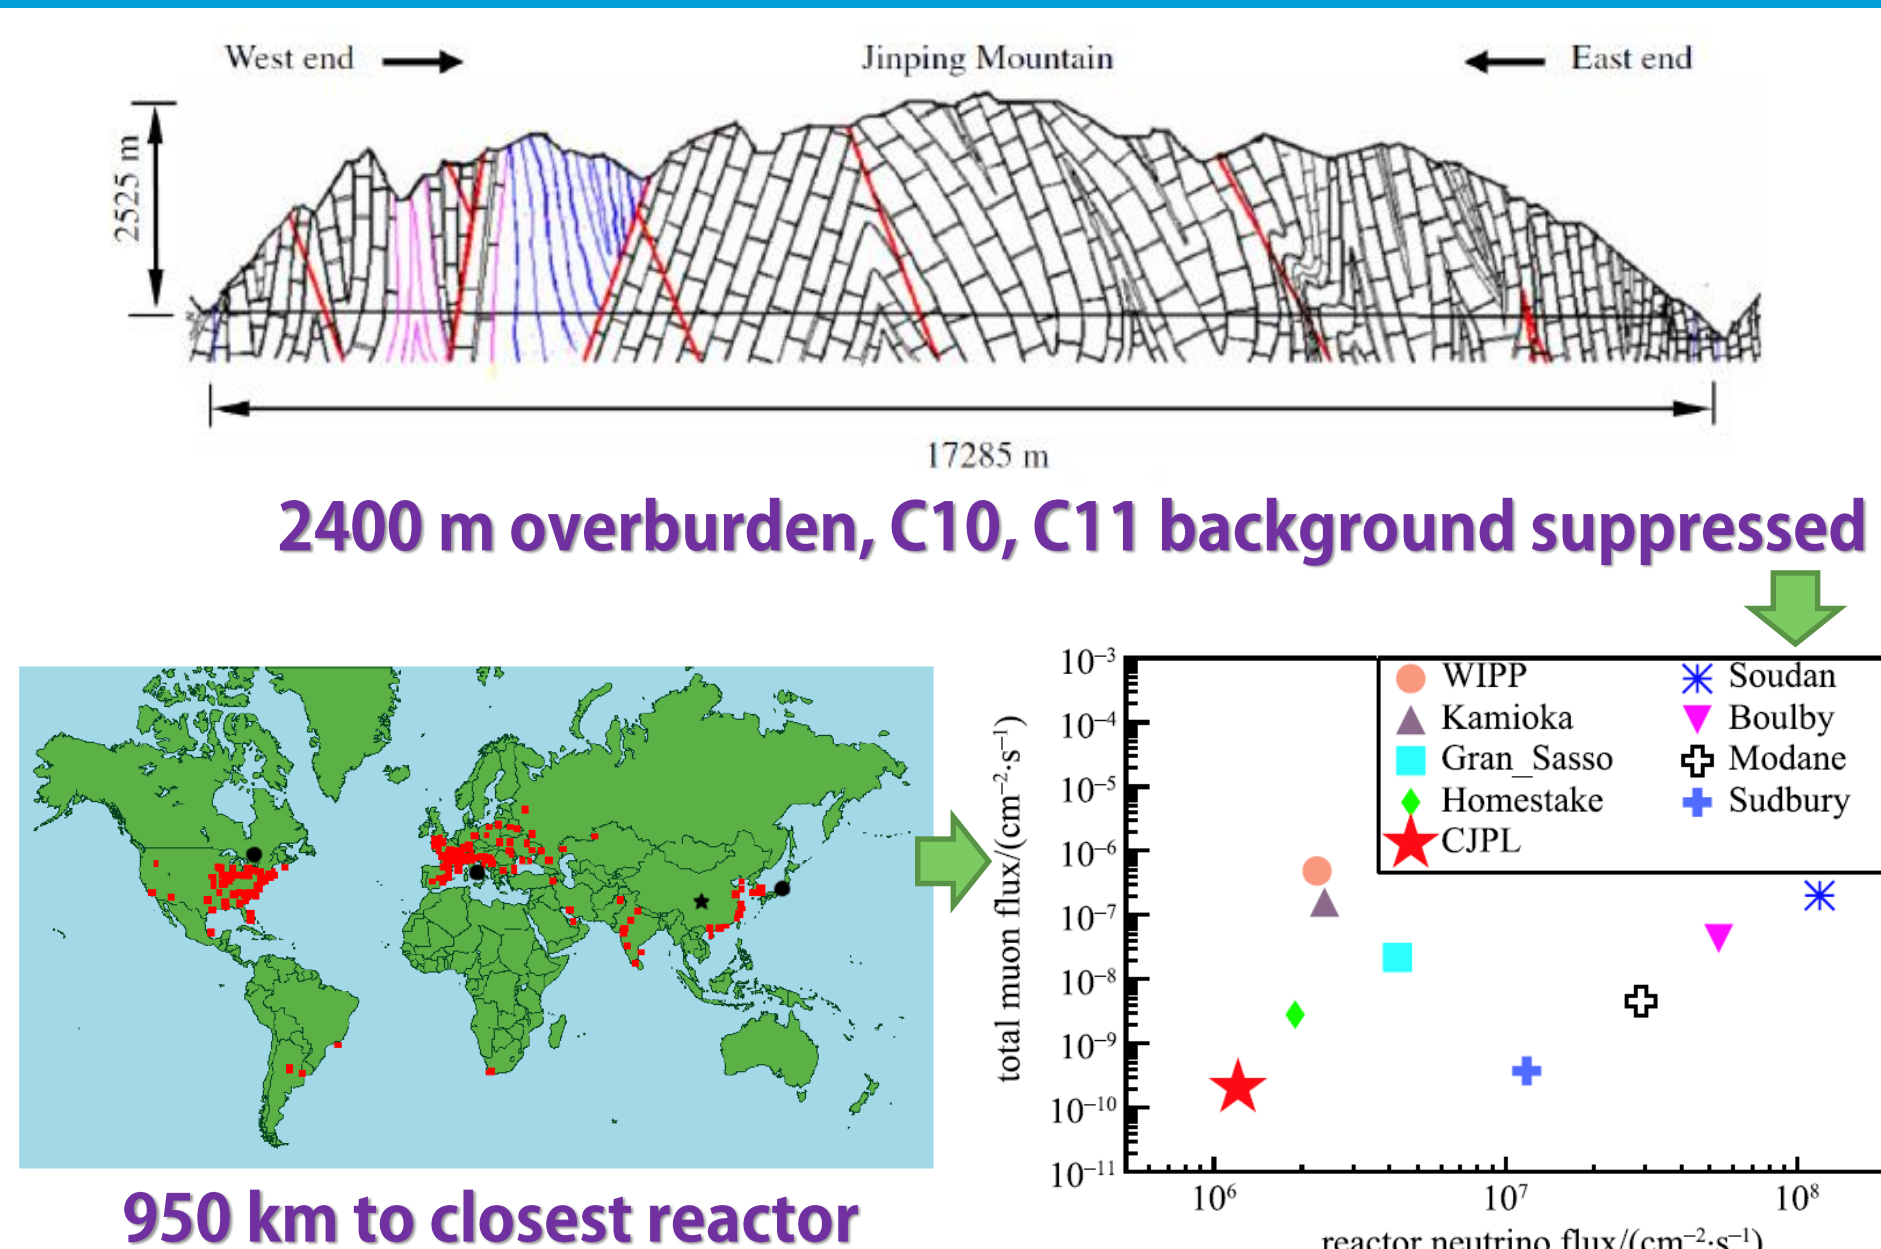 West end
Jinping Mountain
East end
2525 m
17285 m
2400 m overburden, C10, C11 background suppressed
950 km to closest reactor
total muon flux/(cm⁻²·s⁻¹)
10⁻³
10⁻⁴
10⁻⁵
10⁻⁶
10⁻⁷
10⁻⁸
10⁻⁹
10⁻¹⁰
10⁻¹¹
WIPP
Soudan
Kamioka
Boulby
Gran_Sasso
Modane
Homestake
Sudbury
CJPL
10⁶
10⁷
10⁸
reactor neutrino flux/(cm⁻²·s⁻¹)